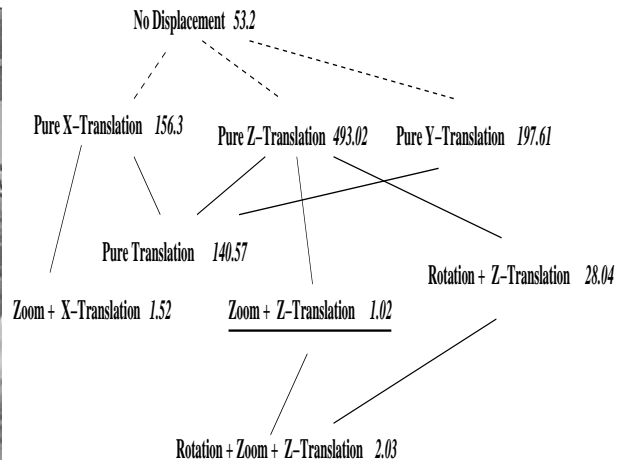 No Displacement 53.2
Pure X–Translation 156.3
Pure Z–Translation 493.02
Pure Y–Translation 197.61
Pure Translation 140.57
Rotation + Z–Translation 28.04
Zoom + X–Translation 1.52
Zoom + Z–Translation 1.02
Rotation + Zoom + Z–Translation 2.03